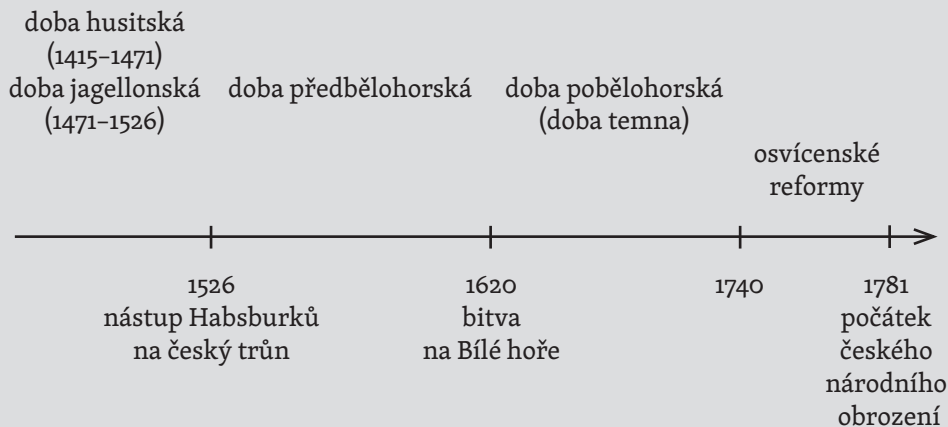 doba husitská
(1415–1471)
doba jagellonská
(1471–1526)
doba předbělohorská
doba pobělohorská
(doba temna)
osvícenské
reformy
1526
nástup Habsburků
na český trůn
1620
bitva
na Bílé hoře
1740
1781
počátek
českého
národního
obrození